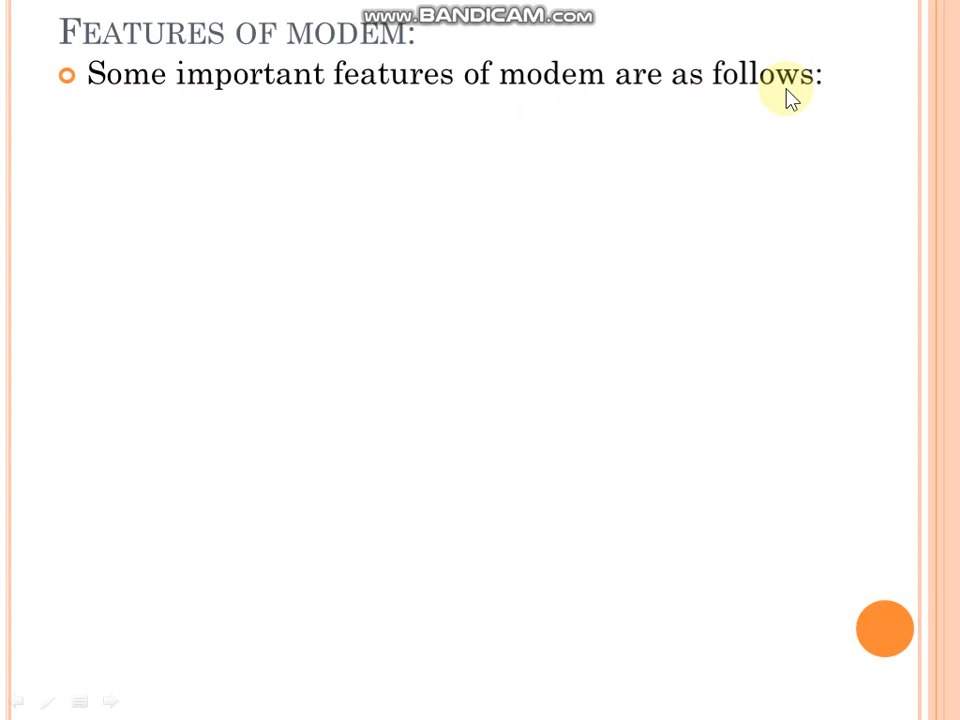 www.BANDICAM.com
FEATURES OF MODEM:
Some important features of modem are as follows: